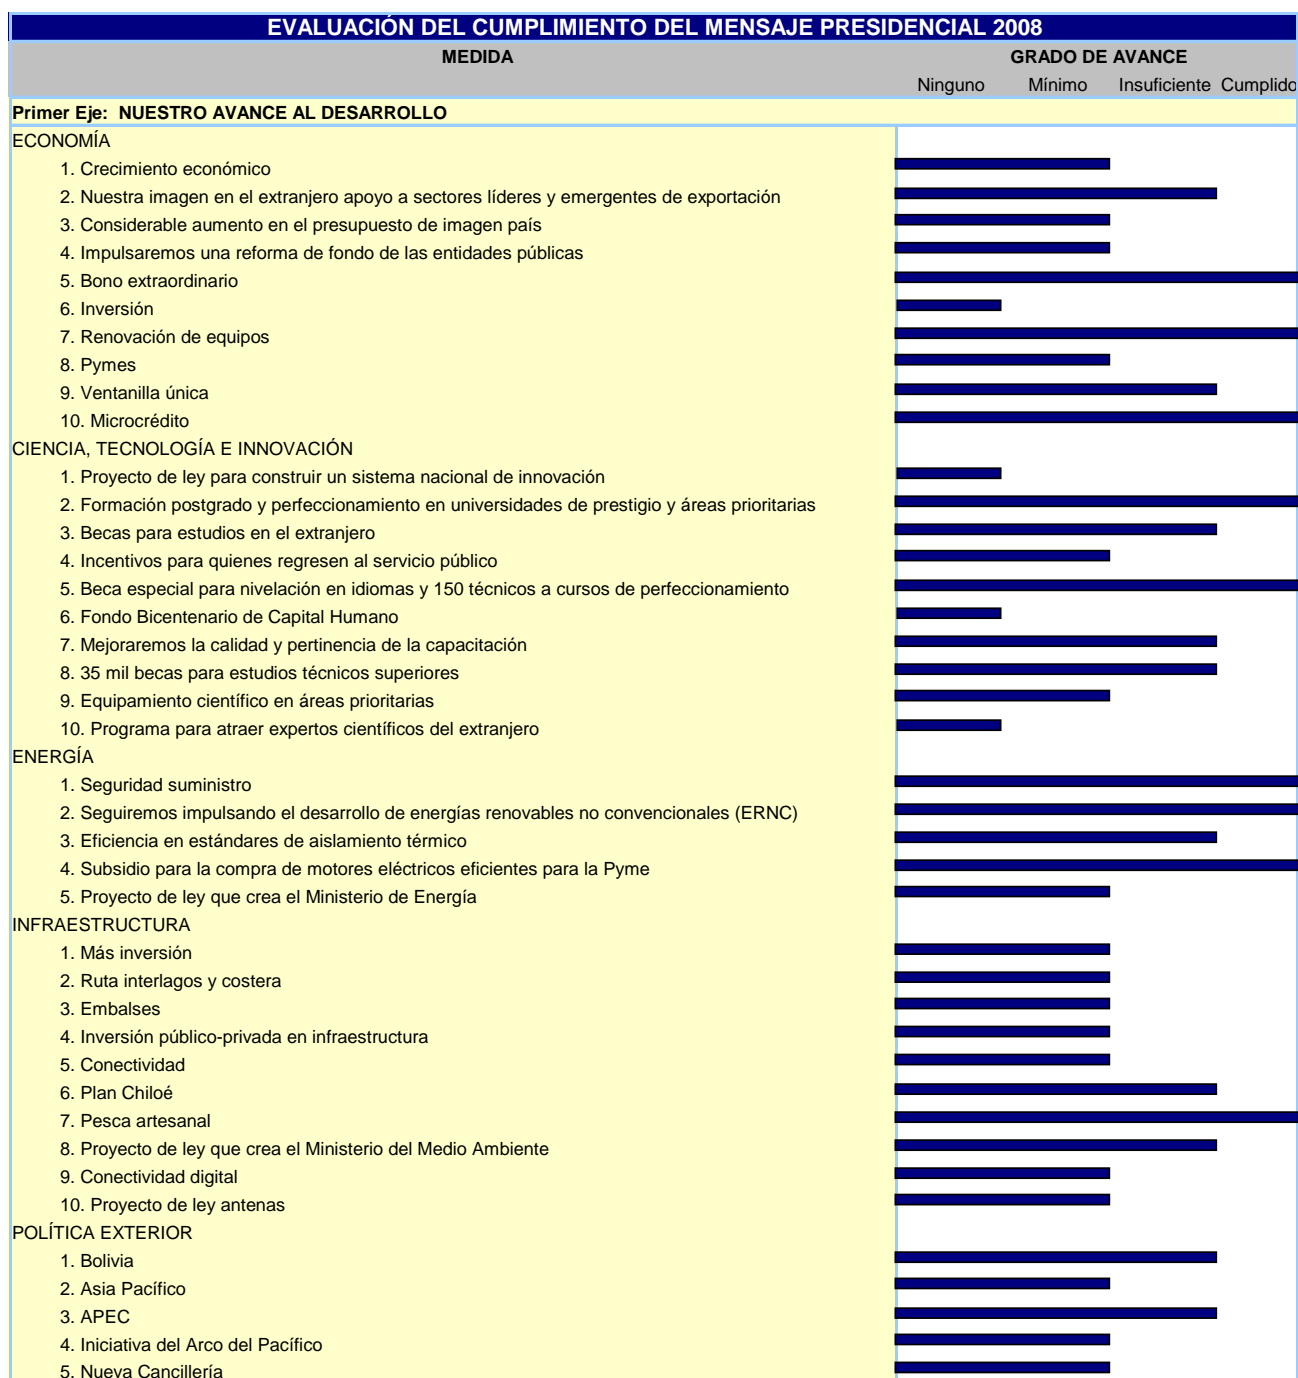 EVALUACIÓN DEL CUMPLIMIENTO DEL MENSAJE PRESIDENCIAL 2008
MEDIDA GRADO DE AVANCE
Ninguno Mínimo Insuficiente Cumplido
Primer Eje: NUESTRO AVANCE AL DESARROLLO
ECONOMÍA
1. Crecimiento económico
2. Nuestra imagen en el extranjero apoyo a sectores líderes y emergentes de exportación
3. Considerable aumento en el presupuesto de imagen país
4. Impulsaremos una reforma de fondo de las entidades públicas
5. Bono extraordinario
6. Inversión
7. Renovación de equipos
8. Pymes
9. Ventanilla única
10. Microcrédito
CIENCIA, TECNOLOGÍA E INNOVACIÓN
1. Proyecto de ley para construir un sistema nacional de innovación
2. Formación postgrado y perfeccionamiento en universidades de prestigio y áreas prioritarias
3. Becas para estudios en el extranjero
4. Incentivos para quienes regresen al servicio público
5. Beca especial para nivelación en idiomas y 150 técnicos a cursos de perfeccionamiento
6. Fondo Bicentenario de Capital Humano
7. Mejoraremos la calidad y pertinencia de la capacitación
8. 35 mil becas para estudios técnicos superiores
9. Equipamiento científico en áreas prioritarias
10. Programa para atraer expertos científicos del extranjero
ENERGÍA
1. Seguridad suministro
2. Seguiremos impulsando el desarrollo de energías renovables no convencionales (ERNC)
3. Eficiencia en estándares de aislamiento térmico
4. Subsidio para la compra de motores eléctricos eficientes para la Pyme
5. Proyecto de ley que crea el Ministerio de Energía
INFRAESTRUCTURA
1. Más inversión
2. Ruta interlagos y costera
3. Embalses
4. Inversión público-privada en infraestructura
5. Conectividad
6. Plan Chiloé
7. Pesca artesanal
8. Proyecto de ley que crea el Ministerio del Medio Ambiente
9. Conectividad digital
10. Proyecto de ley antenas
POLÍTICA EXTERIOR
1. Bolivia
2. Asia Pacífico
3. APEC
4. Iniciativa del Arco del Pacífico
5. Nueva Cancillería